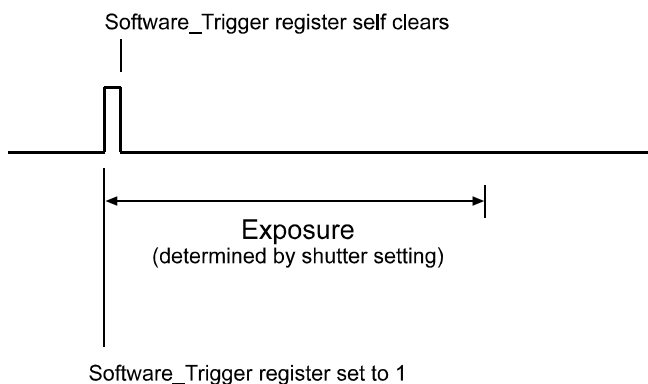 Software_Trigger register self clears
Exposure
(determined by shutter setting)
Software_Trigger register set to 1